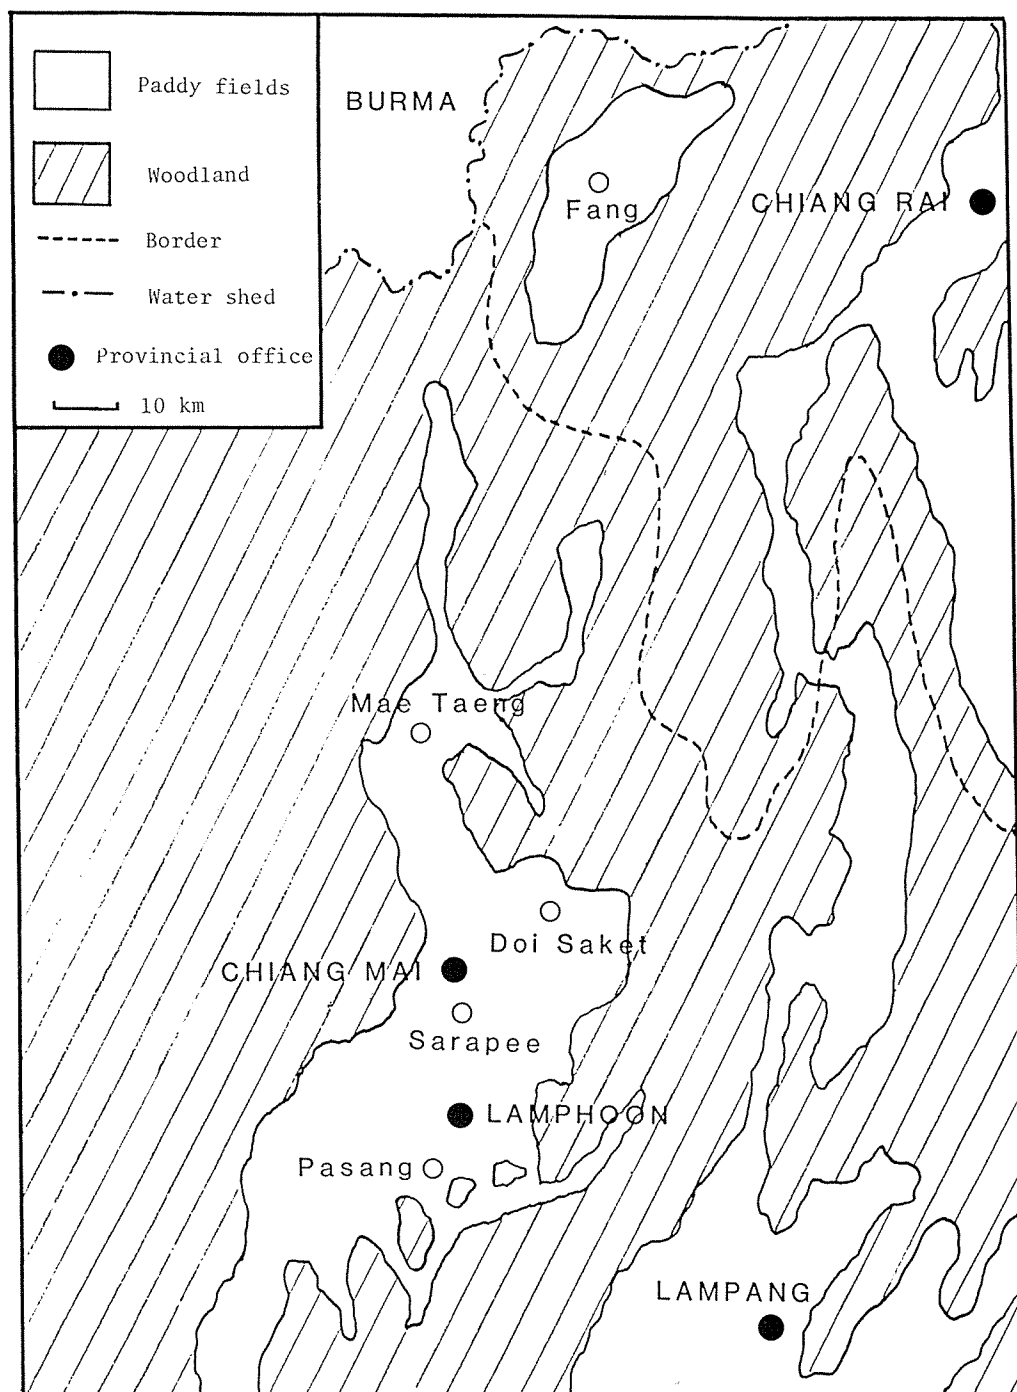 Paddy fields
Woodland
Border
Water shed
Provincial office
10 km
BURMA
Fang
CHIANG RAI
Mae Taeng
Doi Saket
CHIANG MAI
Sarapee
LAMPHOON
Pasang
LAMPANG